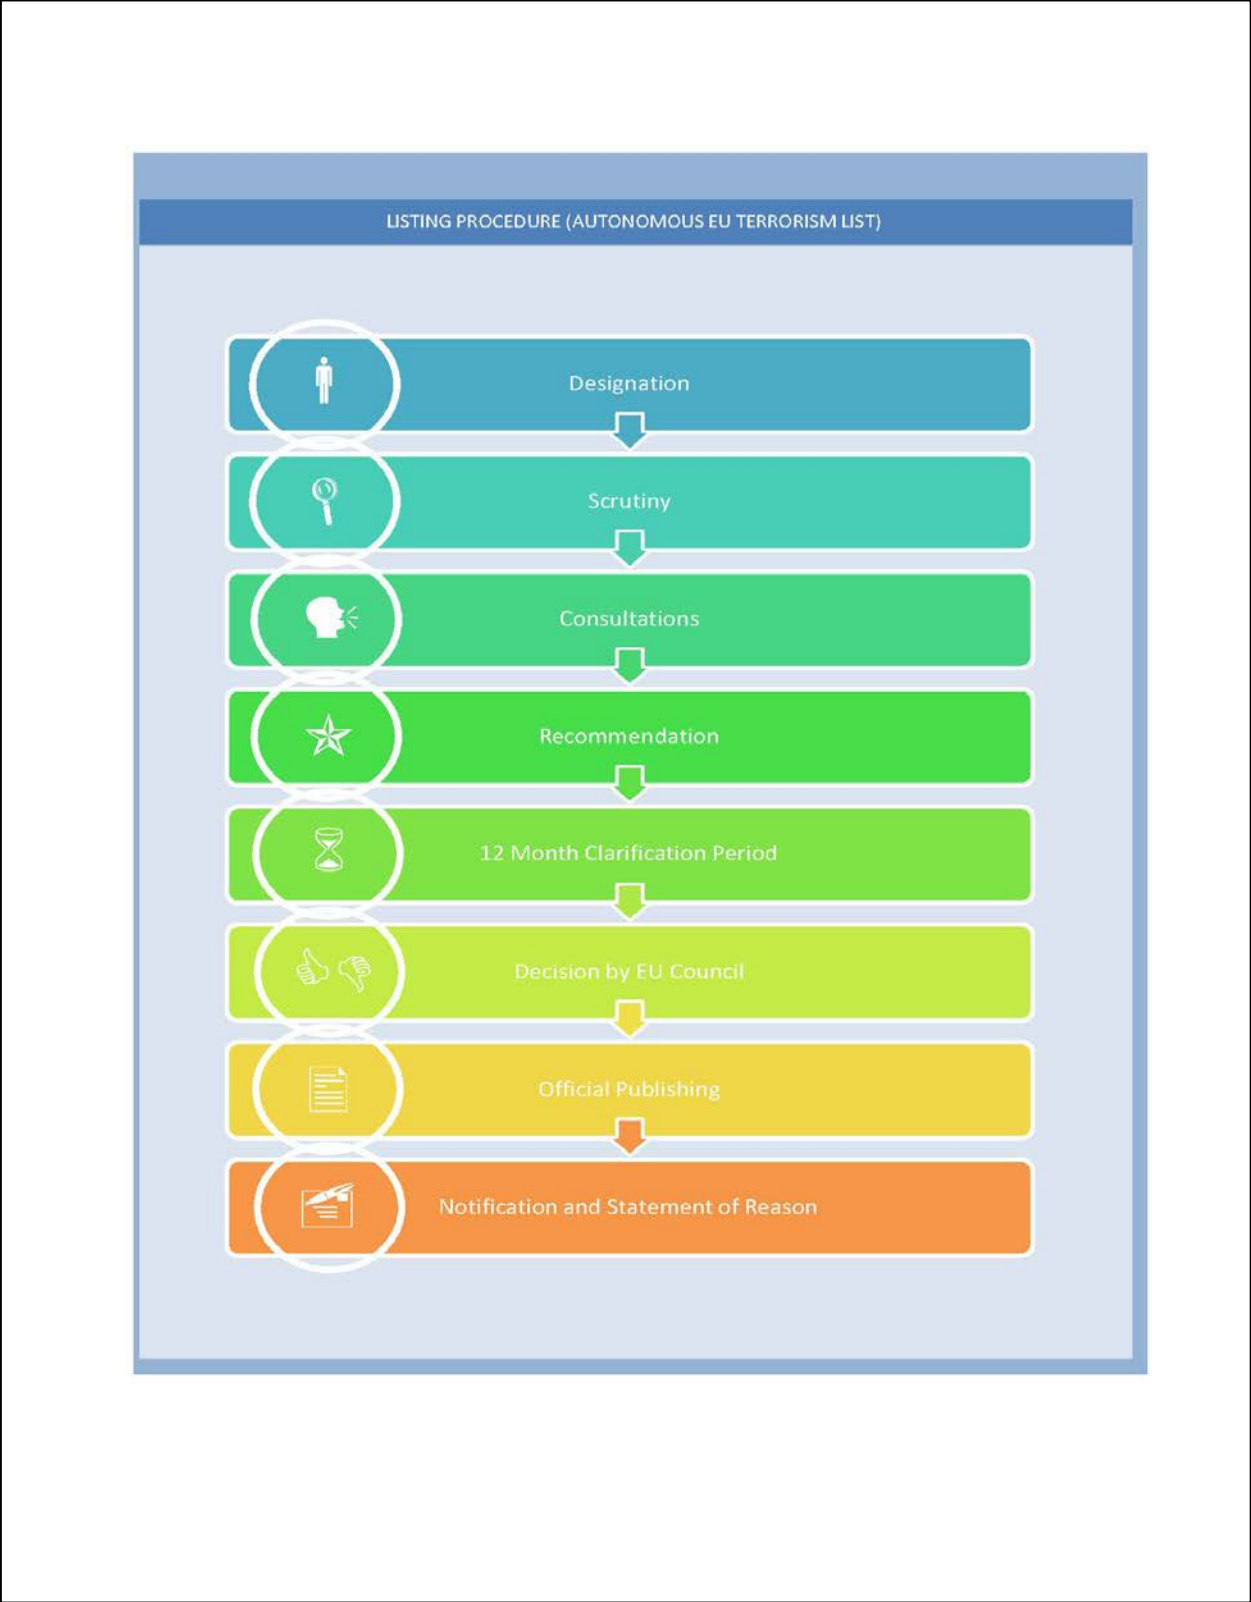 LISTING PROCEDURE (AUTONOMOUS EU TERRORISM LIST)
Designation
Scrutiny
Consultations
Recommendation
12 Month Clarification Period
Decision by EU Council
Official Publishing
Notification and Statement of Reason